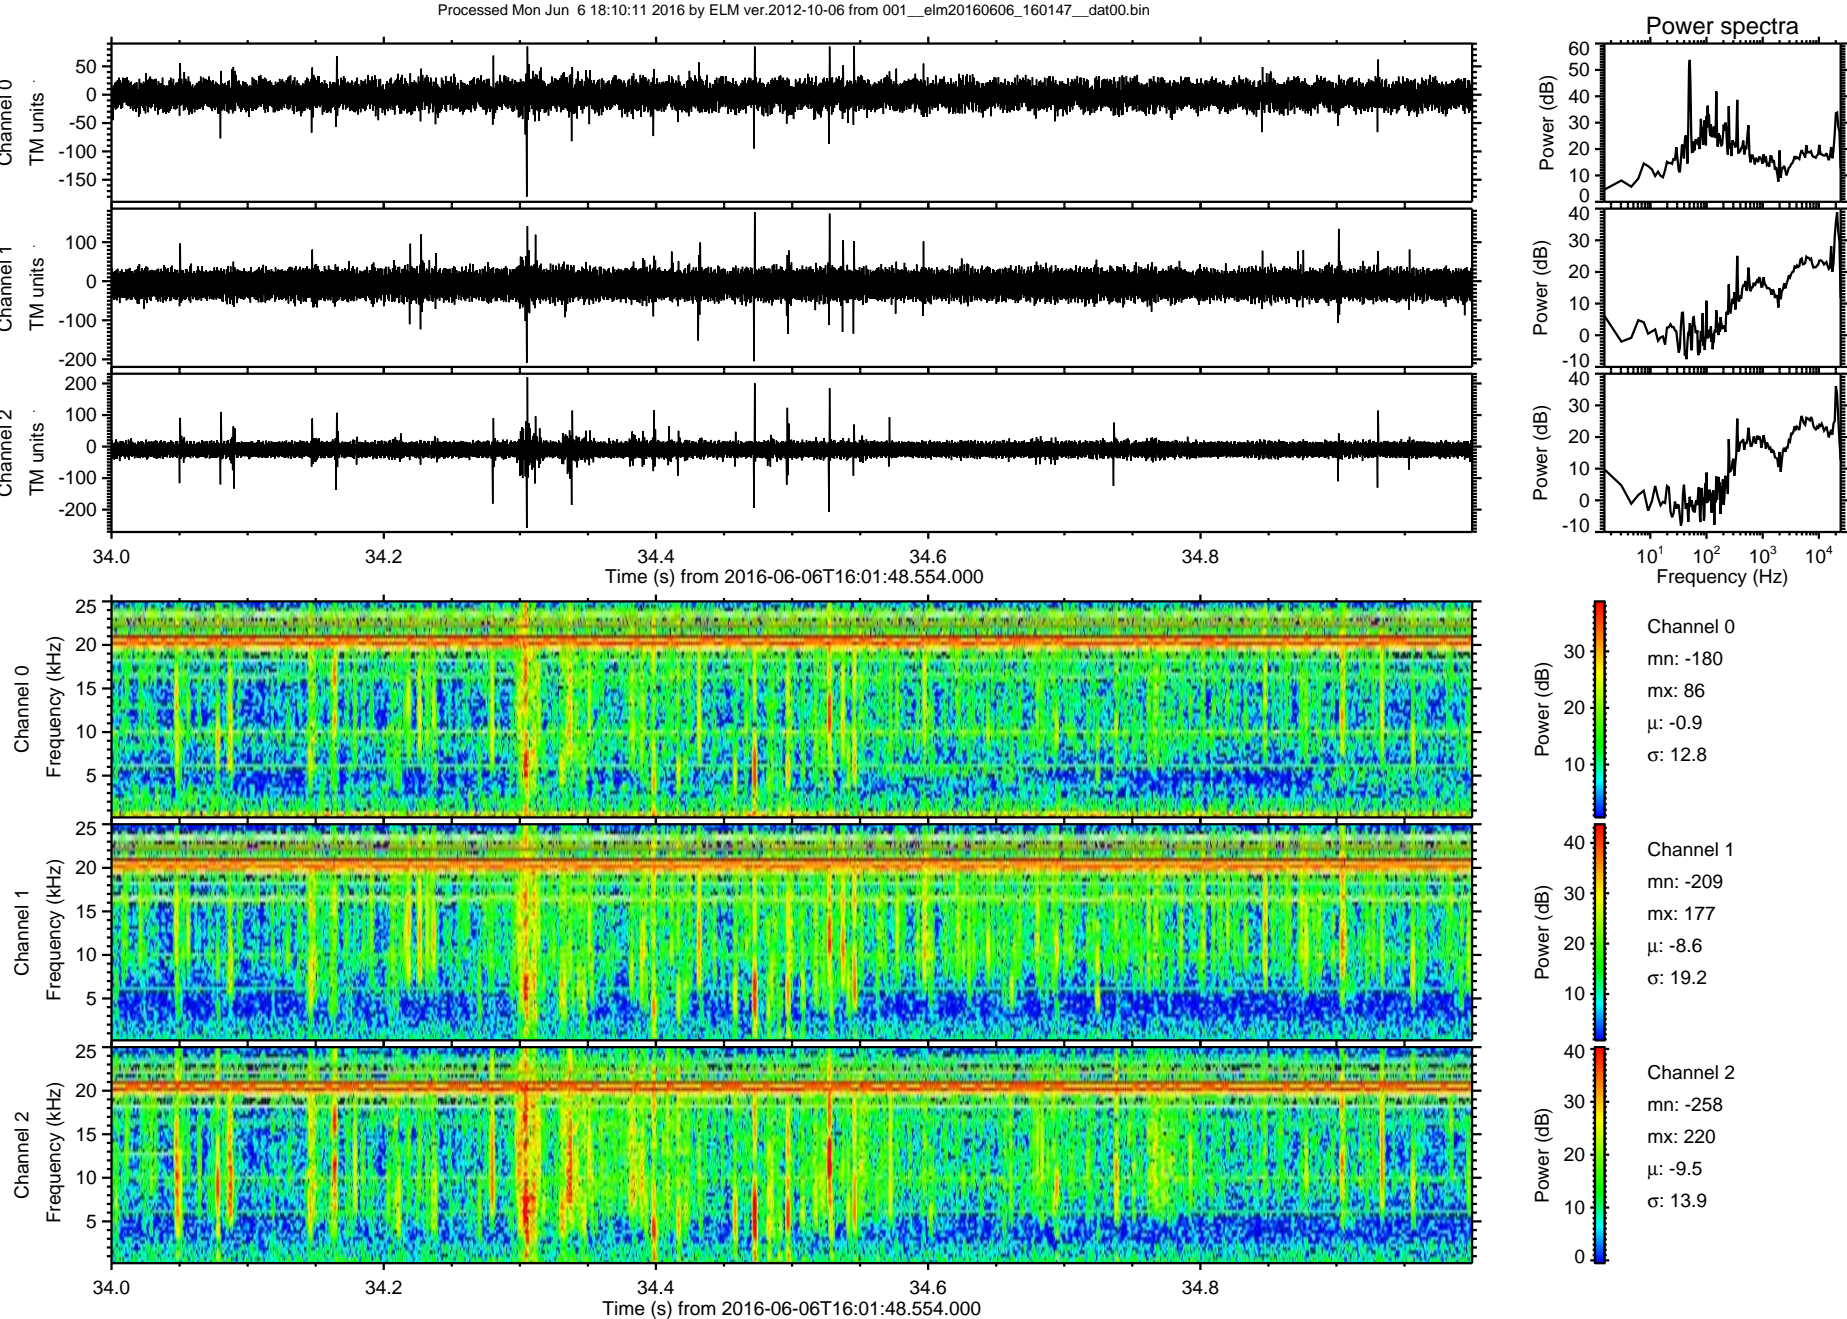 Processed Mon Jun  6 18:10:11 2016 by ELM ver.2012-10-06 from 001__elm20160606_160147__dat00.bin
Power spectra
Channel 0
TM units
50
0
-50
-100
-150
Power (dB)
60
50
40
30
20
10
0
Channel 1
TM units
100
0
-100
-200
Power (dB)
40
30
20
10
0
-10
Channel 2
TM units
200
100
0
-100
-200
Power (dB)
40
30
20
10
0
-10
34.0 34.2 34.4 34.6 34.8
Time (s) from 2016-06-06T16:01:48.554.000
10^1 10^2 10^3 10^4
Frequency (Hz)
Channel 0
Frequency (kHz)
25
20
15
10
5
Power (dB)
30
20
10
Channel 0
mn: -180
mx: 86
μ: -0.9
σ: 12.8
Channel 1
Frequency (kHz)
25
20
15
10
5
Power (dB)
40
30
20
10
Channel 1
mn: -209
mx: 177
μ: -8.6
σ: 19.2
Channel 2
Frequency (kHz)
25
20
15
10
5
Power (dB)
40
30
20
10
0
Channel 2
mn: -258
mx: 220
μ: -9.5
σ: 13.9
34.0 34.2 34.4 34.6 34.8
Time (s) from 2016-06-06T16:01:48.554.000